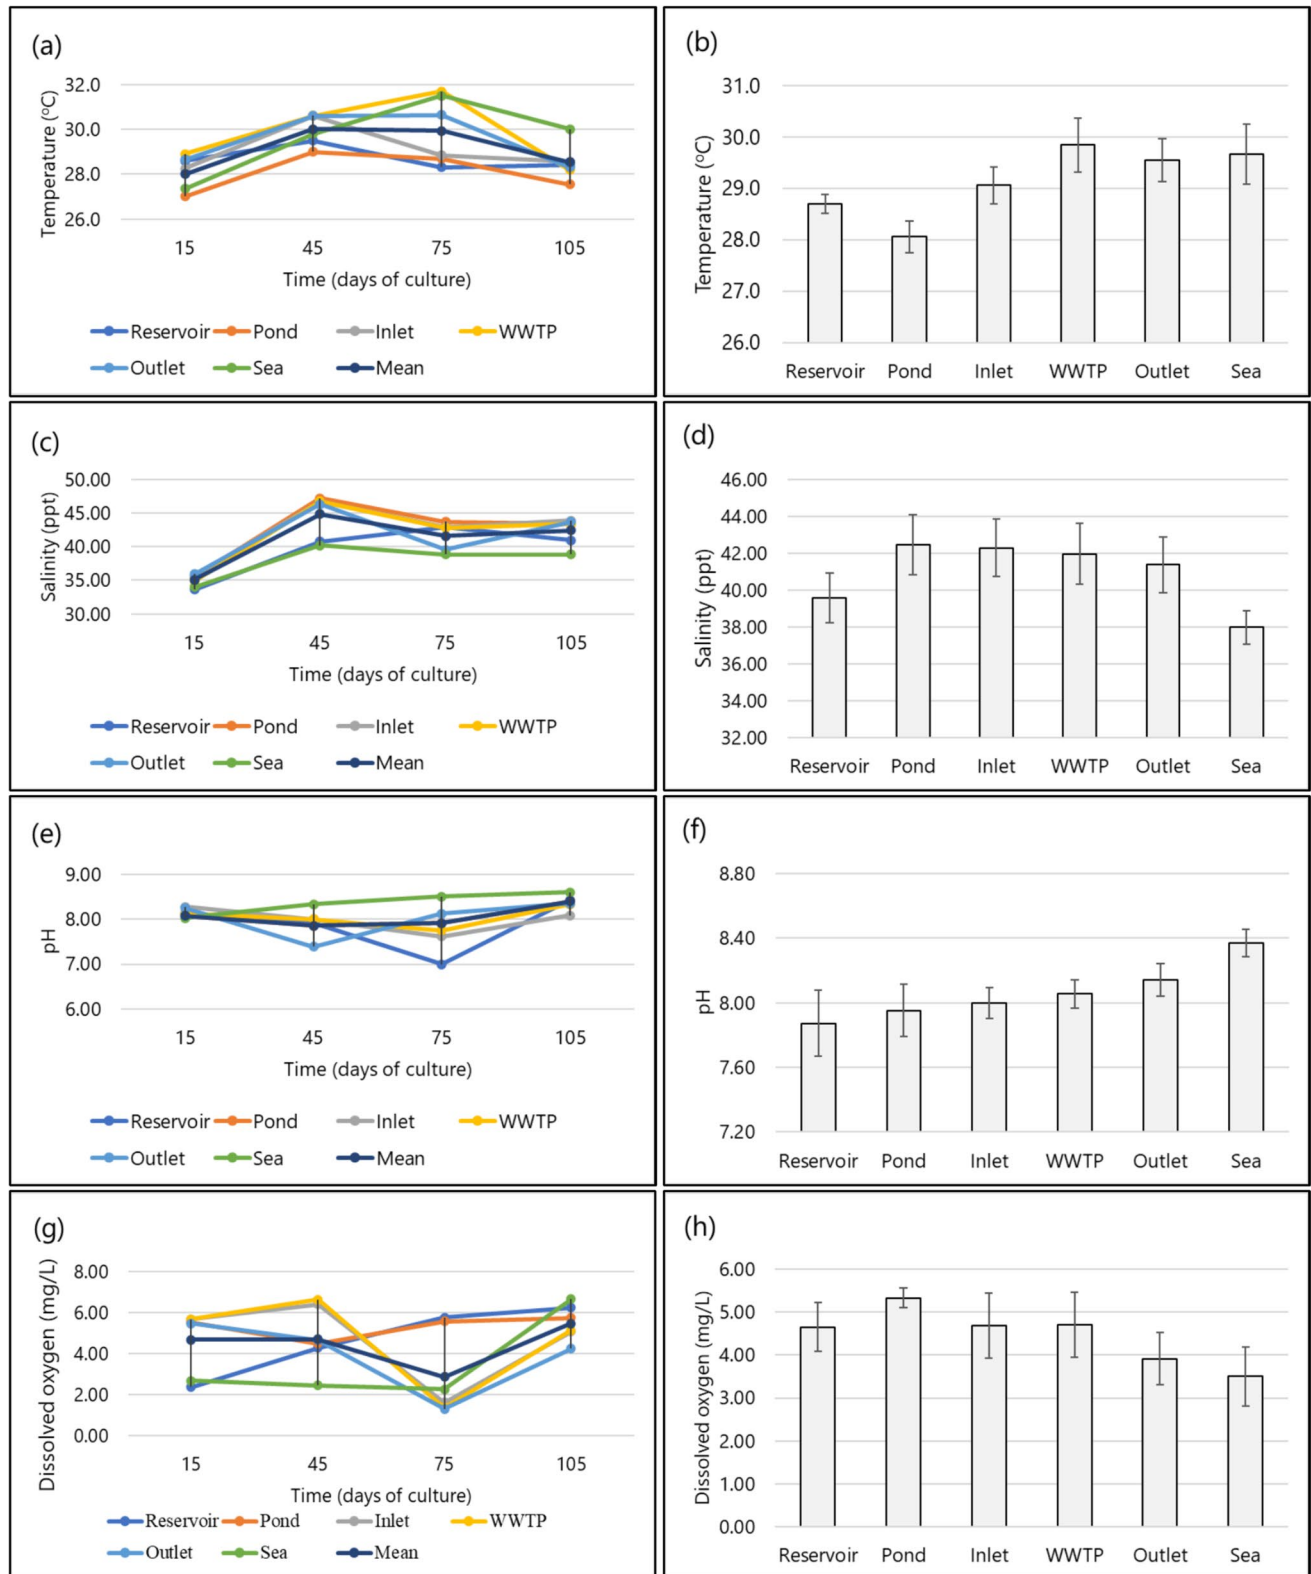 (a)
Temperature (°C)
32.0
30.0
28.0
26.0
15 45 75 105
Time (days of culture)
Reservoir Pond Inlet WWTP
Outlet Sea Mean
(b)
Temperature (°C)
31.0
30.0
29.0
28.0
27.0
26.0
Reservoir Pond Inlet WWTP Outlet Sea
(c)
Salinity (ppt)
50.00
45.00
40.00
35.00
30.00
15 45 75 105
Time (days of culture)
Reservoir Pond Inlet WWTP
Outlet Sea Mean
(d)
Salinity (ppt)
46.00
44.00
42.00
40.00
38.00
36.00
34.00
32.00
Reservoir Pond Inlet WWTP Outlet Sea
(e)
pH
9.00
8.00
7.00
6.00
15 45 75 105
Time (days of culture)
Reservoir Pond Inlet WWTP
Outlet Sea Mean
(f)
pH
8.80
8.40
8.00
7.60
7.20
Reservoir Pond Inlet WWTP Outlet Sea
(g)
Dissolved oxygen (mg/L)
8.00
6.00
4.00
2.00
0.00
15 45 75 105
Time (days of culture)
Reservoir Pond Inlet WWTP
Outlet Sea Mean
(h)
Dissolved oxygen (mg/L)
6.00
5.00
4.00
3.00
2.00
1.00
0.00
Reservoir Pond Inlet WWTP Outlet Sea